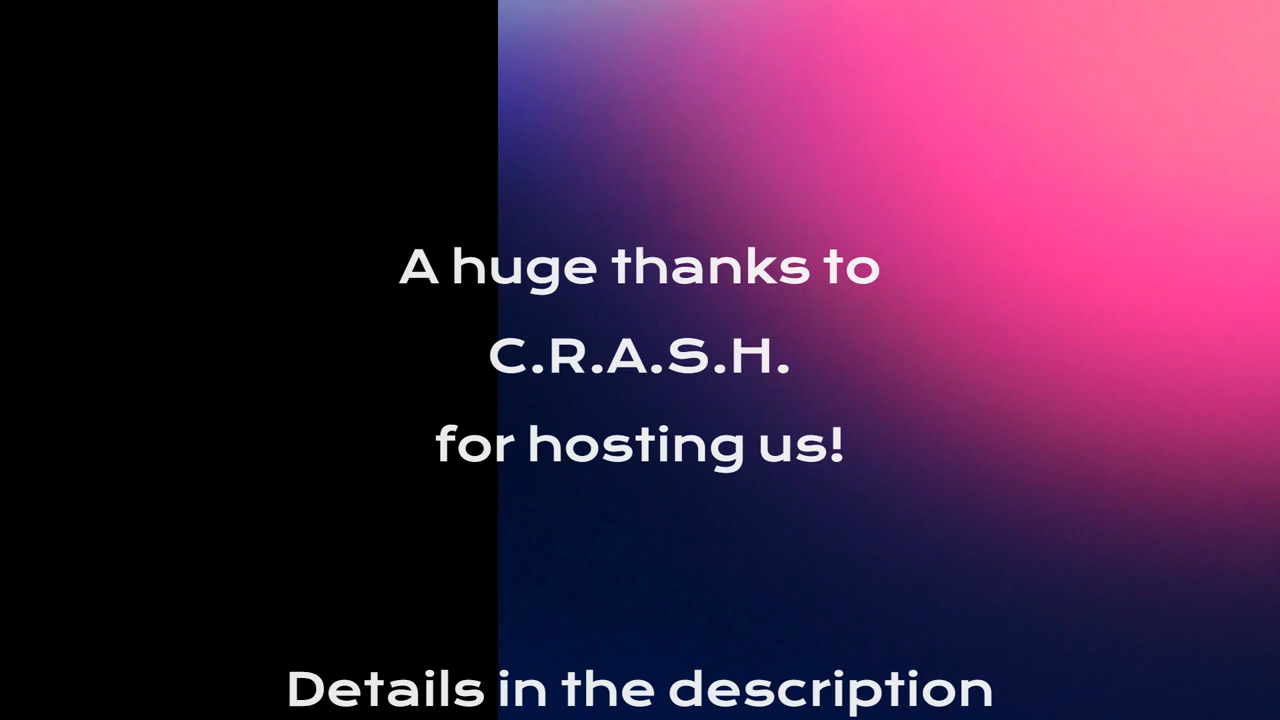 A huge thanks to
C.R.A.S.H.
for hosting us!
Details in the description